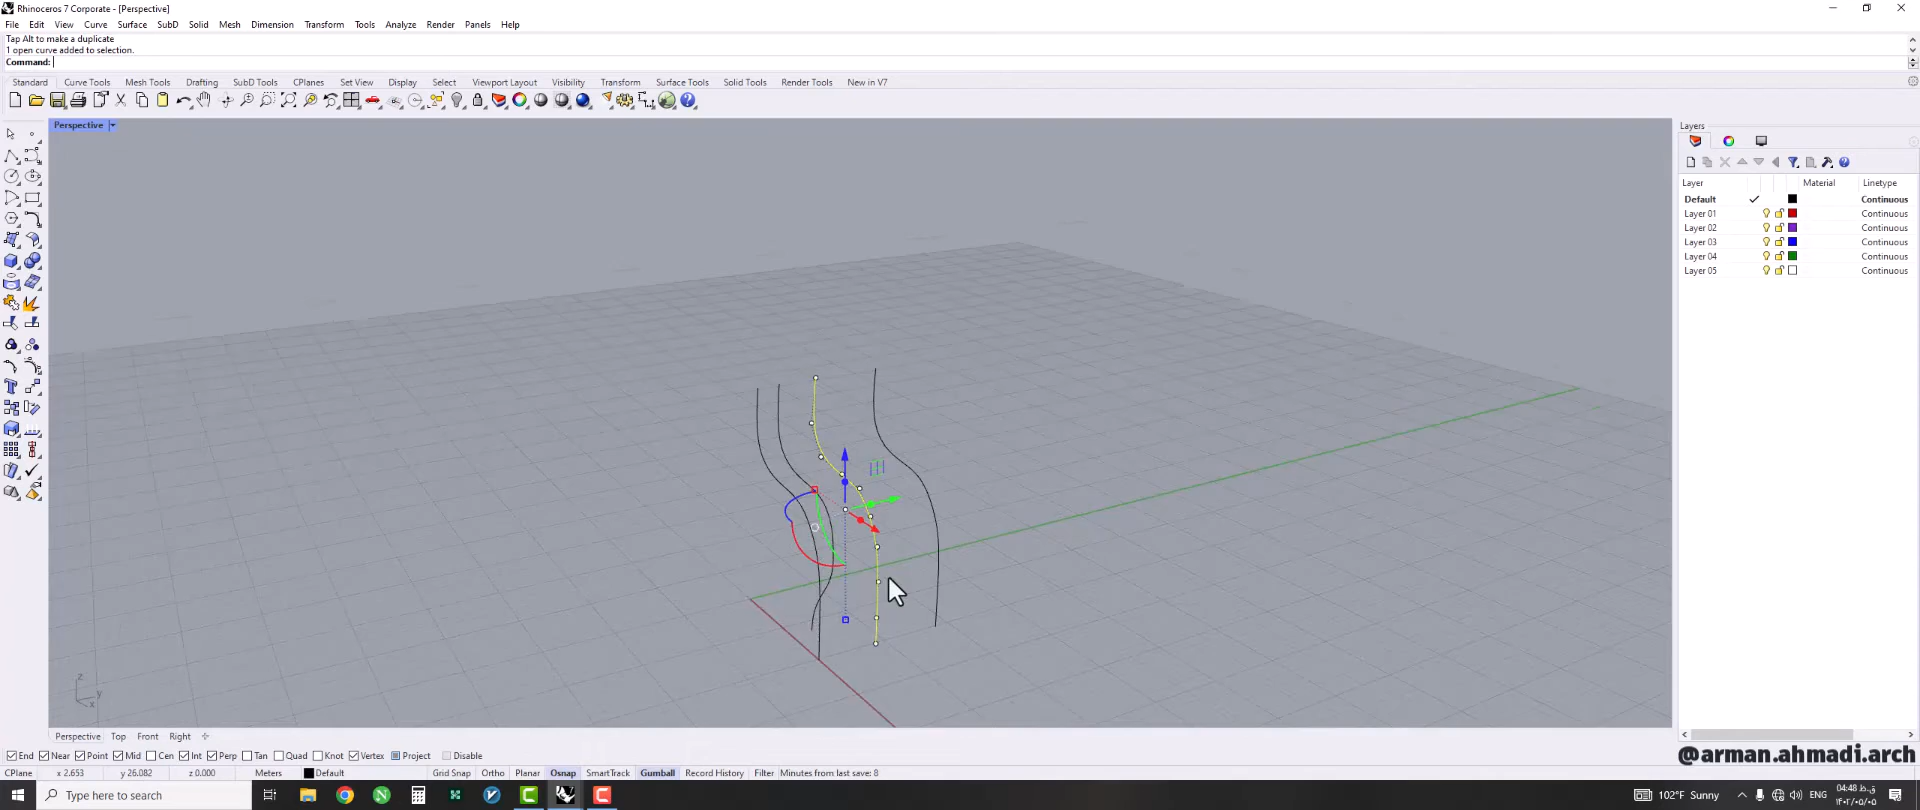 Rhinoceros 7 Corporate - [Perspective]
File Edit View Curve Surface SubD Solid Mesh Dimension Transform Tools Analyze Render Panels Help
Tap Alt to make a duplicate
1 open curve added to selection.
Command:
Standard Curve Tools Mesh Tools Drafting SubD Tools CPlanes Set View Display Select Viewport Layout Visibility Transform Surface Tools Solid Tools Render Tools New in V7
Perspective
Layers
Layer Material Linetype
Default Continuous
Layer 01 Continuous
Layer 02 Continuous
Layer 03 Continuous
Layer 04 Continuous
Layer 05 Continuous
z
y
x
Perspective Top Front Right
End Near Point Mid Cen Int Perp Tan Quad Knot Vertex Project Disable
@arman.ahmadi.arch
CPlane x 2.653 y 26.082 z 0.000 Meters Default Grid Snap Ortho Planar Osnap SmartTrack Gumball Record History Filter Minutes from last save: 8
Type here to search
102°F Sunny
ENG
04:48 ق.ظ
۱۴۰۲/۰۵/۰۵